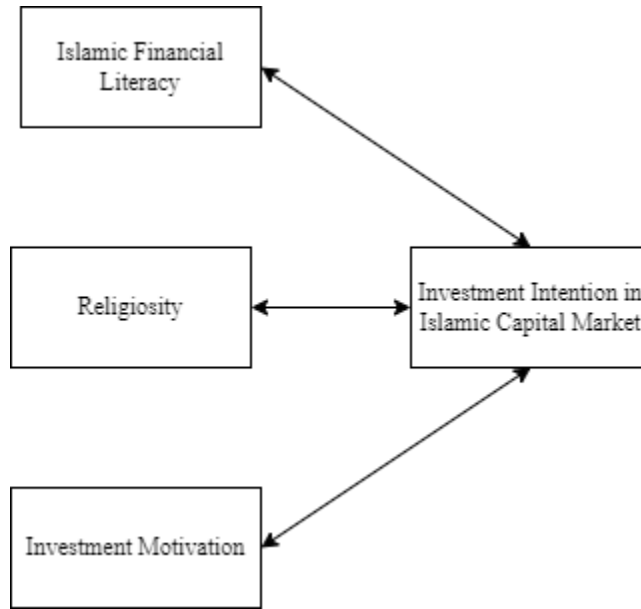 Islamic Financial
Literacy
Religiosity
Investment Intention in
Islamic Capital Market
Investment Motivation